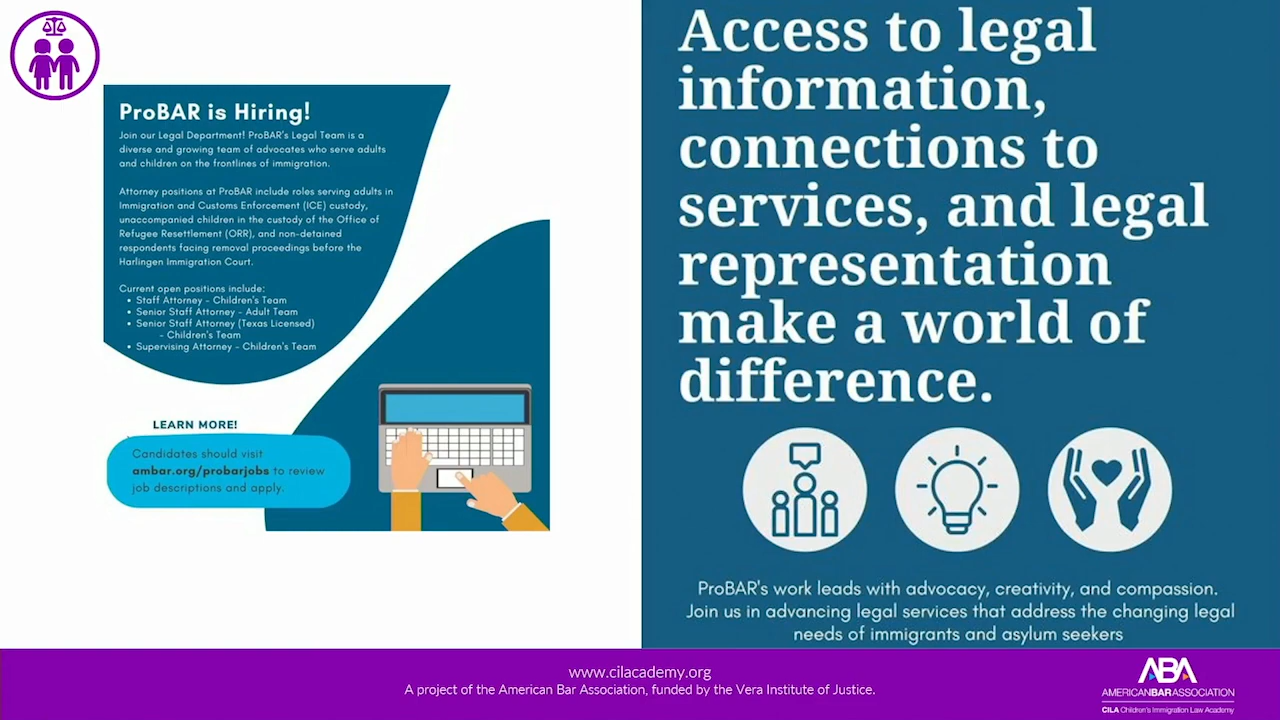 ProBAR is Hiring!
Join our Legal Department! ProBAR's Legal Team is a
diverse and growing team of advocates who serve adults
and children on the frontlines of immigration.
Attorney positions at ProBAR include roles serving adults in
Immigration and Customs Enforcement (ICE) custody,
unaccompanied children in the custody of the Office of
Refugee Resettlement (ORR), and non-detained
respondents facing removal proceedings before the
Harlingen Immigration Court.
Current open positions include:
• Staff Attorney - Children's Team
• Senior Staff Attorney - Adult Team
• Senior Staff Attorney (Texas Licensed)
- Children's Team
• Supervising Attorney - Children's Team
LEARN MORE!
Candidates should visit
ambar.org/probarjobs to review
job descriptions and apply.
Access to legal
information,
connections to
services, and legal
representation
make a world of
difference.
ProBAR's work leads with advocacy, creativity, and compassion.
Join us in advancing legal services that address the changing legal
needs of immigrants and asylum seekers
www.cilacademy.org
A project of the American Bar Association, funded by the Vera Institute of Justice.
ABA
AMERICANBARASSOCIATION
CILA Children's Immigration Law Academy